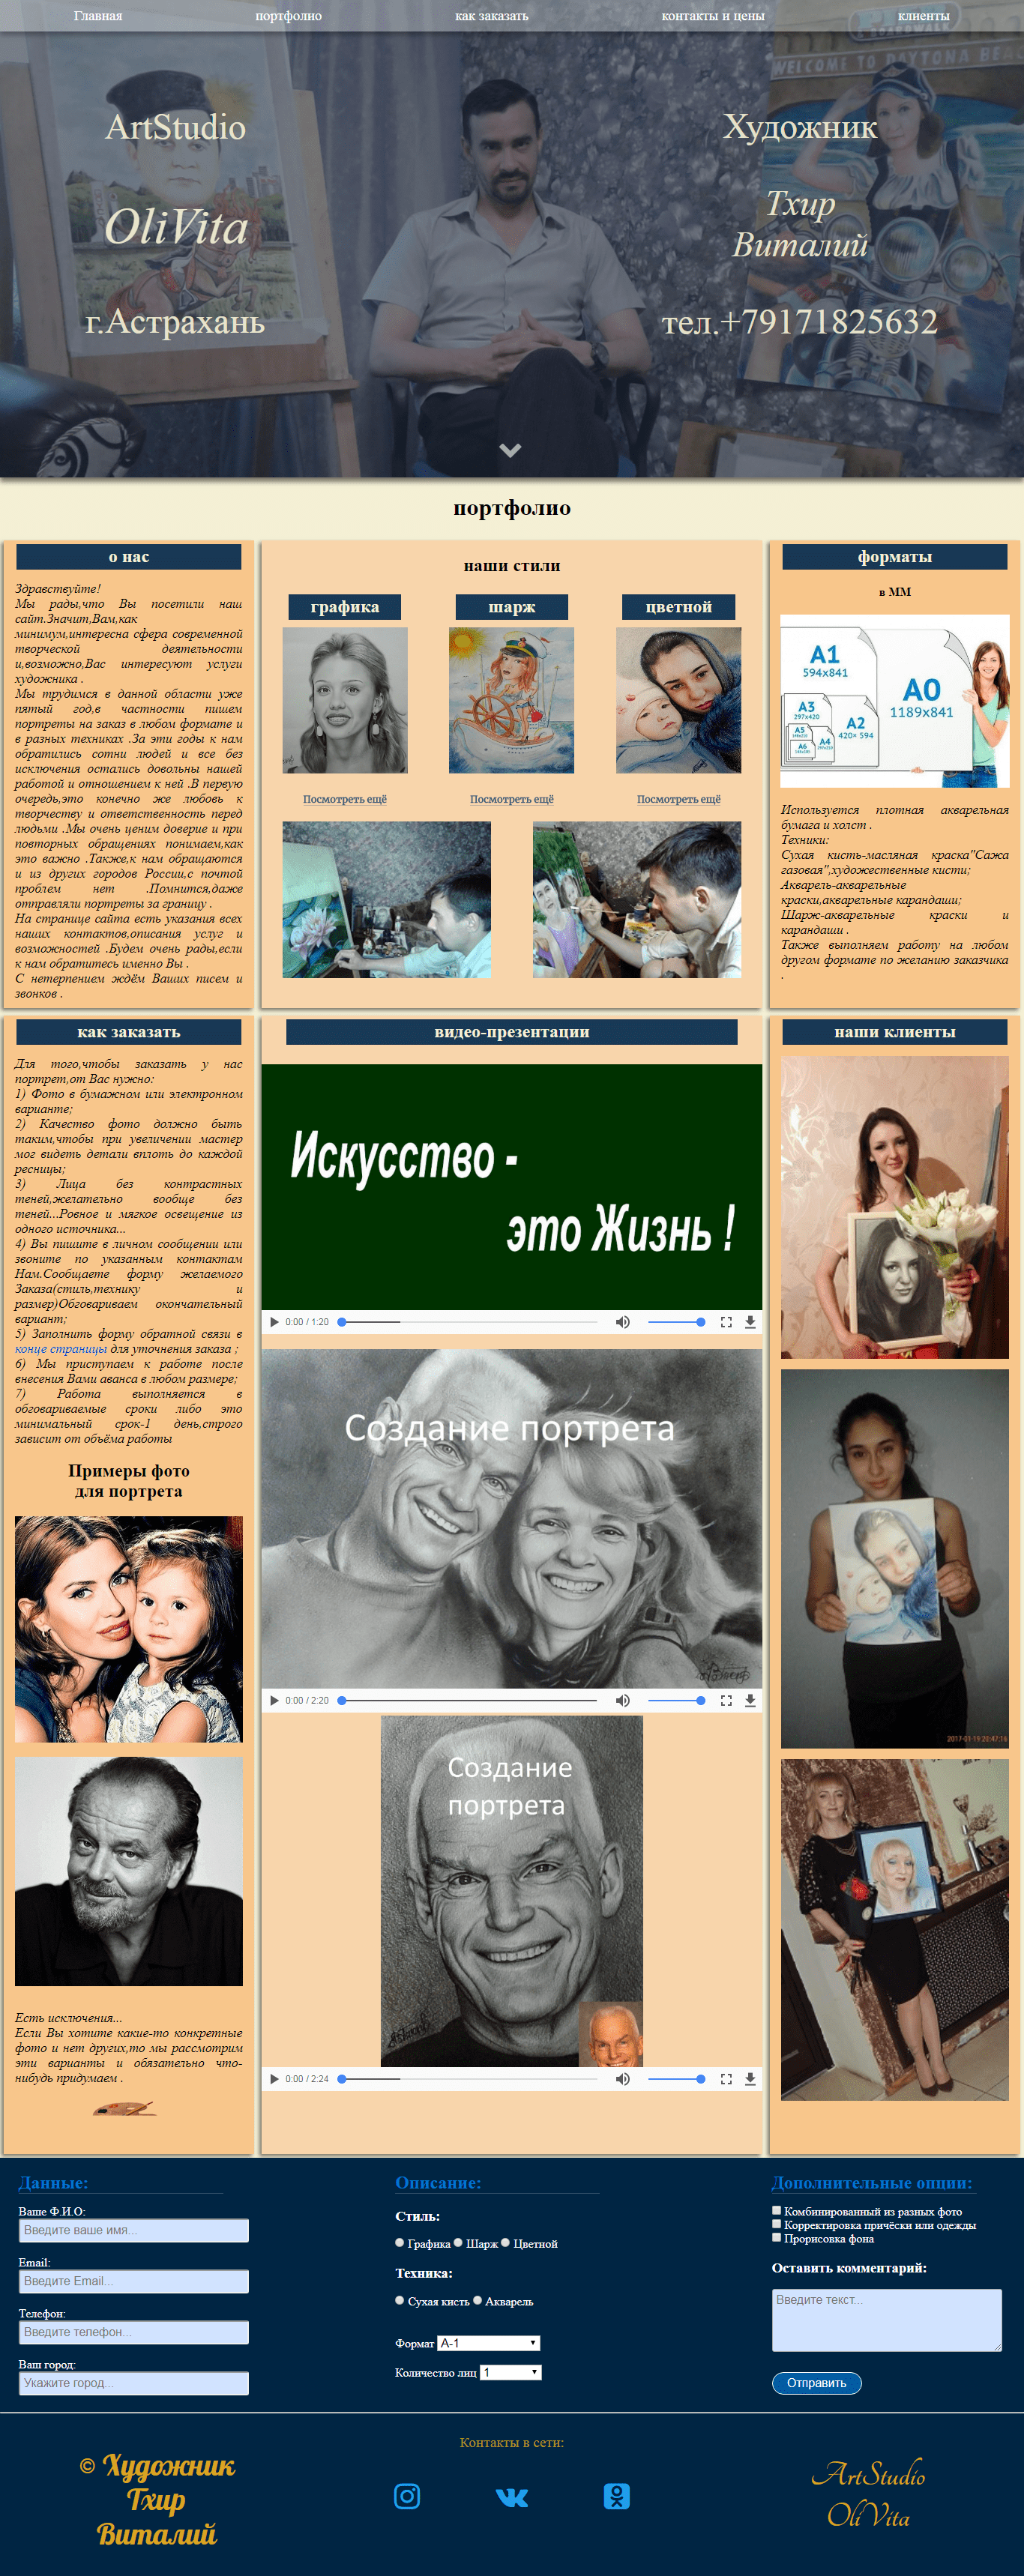 Главная портфолио как заказать контакты и цены клиенты
BOARDWALK
WELCOME TO DAYTONA BEA
ArtStudio
OliVita
г.Астрахань
Художник
Тхир
Виталий
тел.+79171825632
портфолио
о нас
Здравствуйте!
Мы рады,что Вы посетили наш
сайт.Значит,Вам,как
минимум,интересна сфера современной
творческой деятельности
и,возможно,Вас интересуют услуги
художника .
Мы трудимся в данной области уже
пятый год,в частности пишем
портреты на заказ в любом формате и
в разных техниках .За эти годы к нам
обратились сотни людей и все без
исключения остались довольны нашей
работой и отношением к ней .В первую
очередь,это конечно же любовь к
творчеству и ответственность перед
людьми .Мы очень ценим доверие и при
повторных обращениях понимаем,как
это важно .Также,к нам обращаются
и из других городов России,с почтой
проблем нет .Помнится,даже
отправляли портреты за границу .
На странице сайта есть указания всех
наших контактов,описания услуг и
возможностей .Будем очень рады,если
к нам обратитесь именно Вы .
С нетерпением ждём Ваших писем и
звонков .
наши стили
графика шарж цветной
Посмотреть ещё Посмотреть ещё Посмотреть ещё
форматы
в ММ
A1
594x841
A0
1189x841
A3
297x420
A2
420× 594
A5
A4
A6
Используется плотная акварельная
бумага и холст .
Техники:
Сухая кисть-масляная краска"Сажа
газовая",художественные кисти;
Акварель-акварельные
краски,акварельные карандаши;
Шарж-акварельные краски и
карандаши .
Также выполняем работу на любом
другом формате по желанию заказчика
.
как заказать
Для того,чтобы заказать у нас
портрет,от Вас нужно:
1) Фото в бумажном или электронном
варианте;
2) Качество фото должно быть
таким,чтобы при увеличении мастер
мог видеть детали вплоть до каждой
ресницы;
3) Лица без контрастных
теней,желательно вообще без
теней...Ровное и мягкое освещение из
одного источника...
4) Вы пишите в личном сообщении или
звоните по указанным контактам
Нам.Сообщаете форму желаемого
Заказа(стиль,технику и
размер)Обговариваем окончательный
вариант;
5) Заполнить форму обратной связи в
конце страницы для уточнения заказа ;
6) Мы приступаем к работе после
внесения Вами аванса в любом размере;
7) Работа выполняется в
обговариваемые сроки либо это
минимальный срок-1 день,строго
зависит от объёма работы
Примеры фото
для портрета
Есть исключения...
Если Вы хотите какие-то конкретные
фото и нет других,то мы рассмотрим
эти варианты и обязательно что-
нибудь придумаем .
видео-презентации
Искусство -
это Жизнь !
0:00 / 1:20
Создание портрета
0:00 / 2:20
Создание
портрета
0:00 / 2:24
наши клиенты
2017-01-19 20:47:16
Данные:
Ваше Ф.И.О:
Введите ваше имя...
Email:
Введите Email...
Телефон:
Введите телефон...
Ваш город:
Укажите город...
Описание:
Стиль:
Графика Шарж Цветной
Техника:
Сухая кисть Акварель
Формат А-1
Количество лиц 1
Дополнительные опции:
Комбинированный из разных фото
Корректировка причёски или одежды
Прорисовка фона
Оставить комментарий:
Введите текст...
Отправить
© Художник
Тхир
Виталий
Контакты в сети:
ArtStudio
OliVita